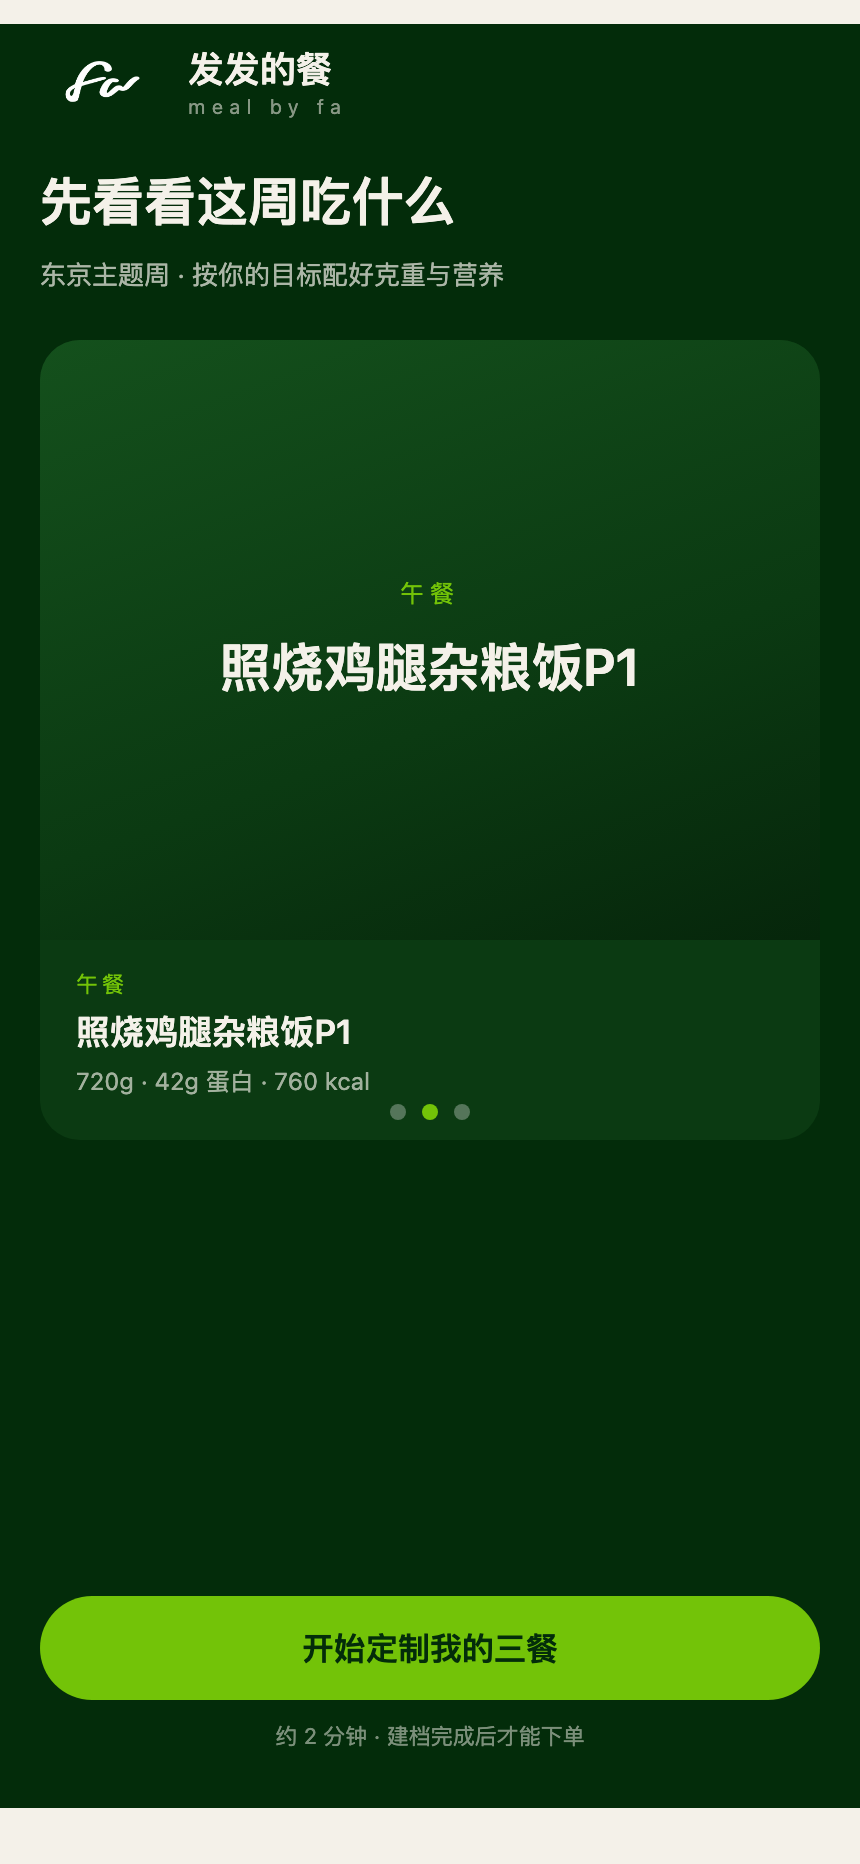 fa
发发的餐
meal by fa
先看看这周吃什么
东京主题周 · 按你的目标配好克重与营养
午餐
照烧鸡腿杂粮饭P1
午餐
照烧鸡腿杂粮饭P1
720g · 42g 蛋白 · 760 kcal
开始定制我的三餐
约 2 分钟 · 建档完成后才能下单